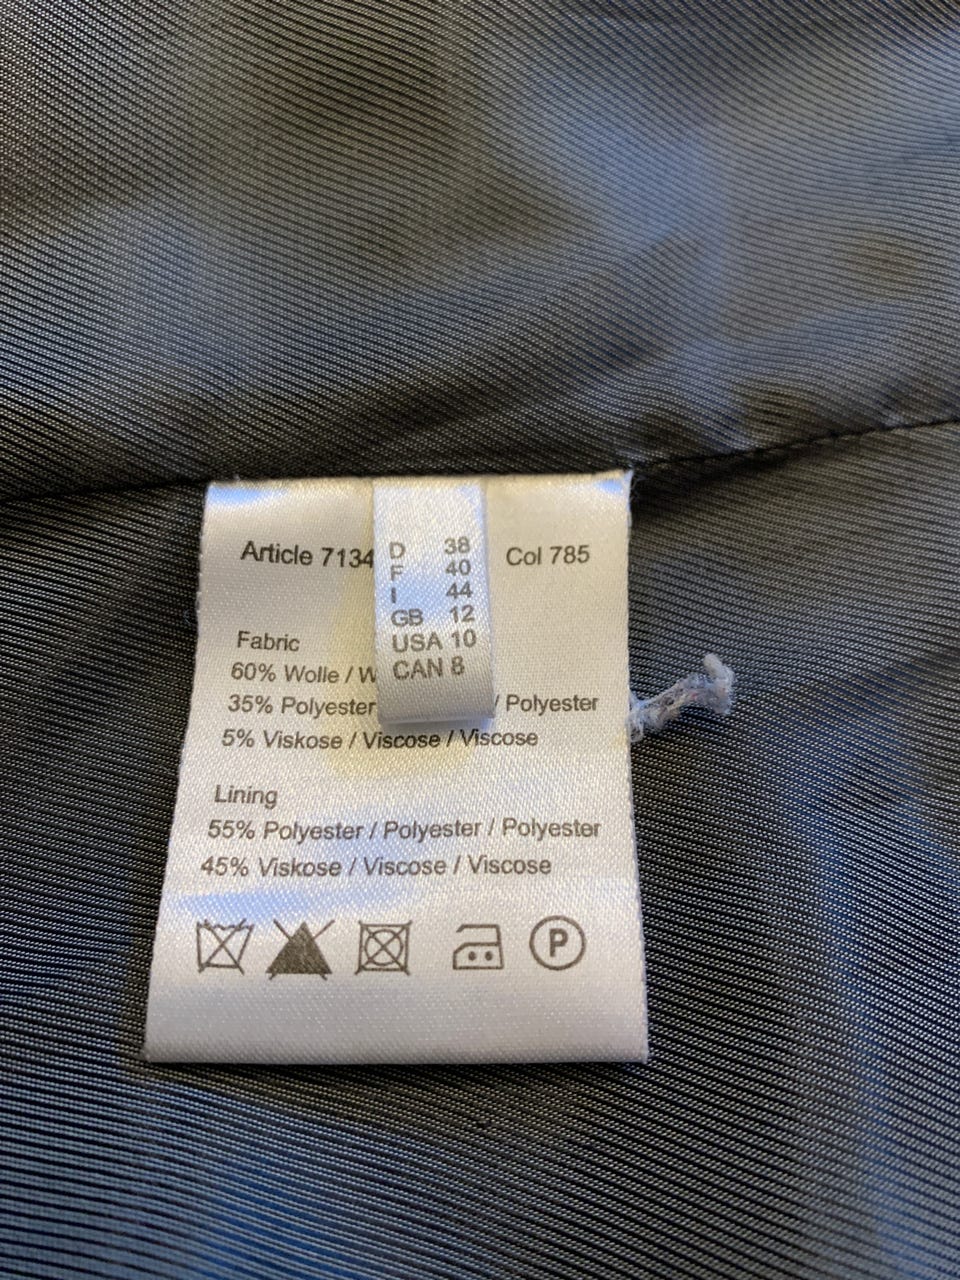 Article 7134
Col 785
D 38
F 40
I 44
GB 12
USA 10
CAN 8
Fabric
60% Wolle /
35% Polyester / Polyester
5% Viskose / Viscose / Viscose
Lining
55% Polyester / Polyester / Polyester
45% Viskose / Viscose / Viscose
P